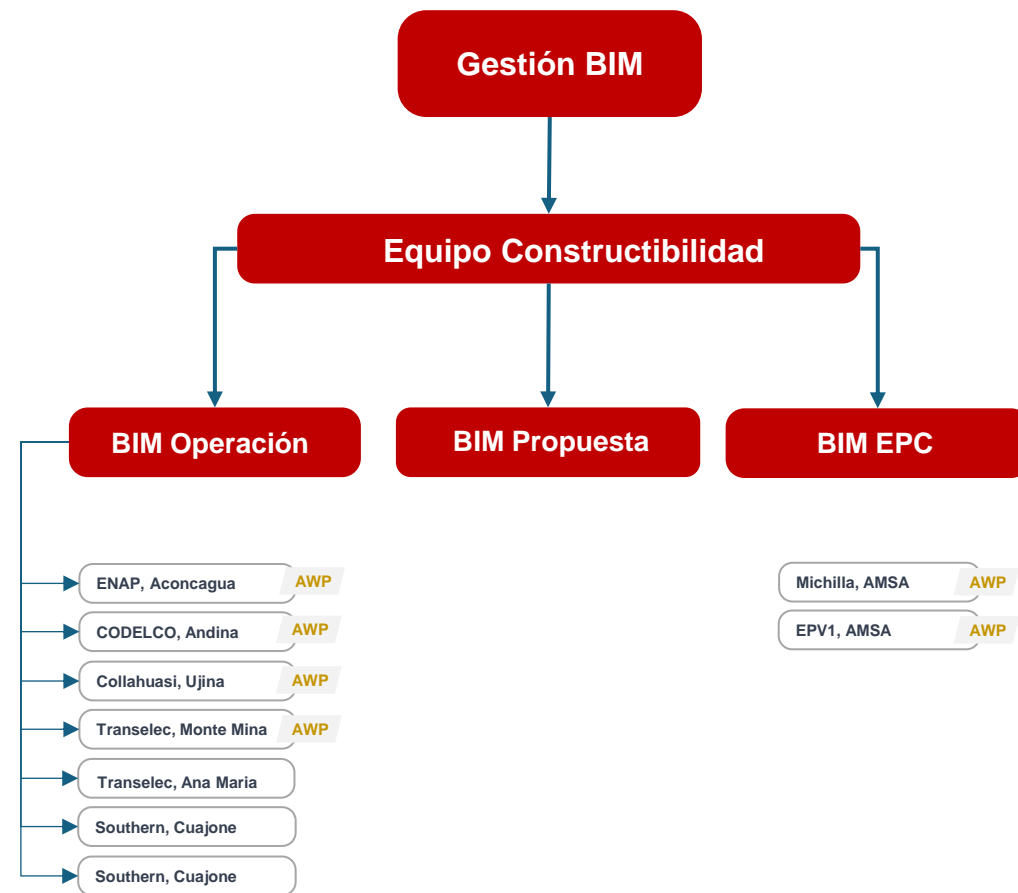 Gestión BIM
Equipo Constructibilidad
BIM Operación
BIM Propuesta
BIM EPC
ENAP, Aconcagua AWP
CODELCO, Andina AWP
Collahuasi, Ujina AWP
Transelec, Monte Mina AWP
Transelec, Ana Maria
Southern, Cuajone
Southern, Cuajone
Michilla, AMSA AWP
EPV1, AMSA AWP